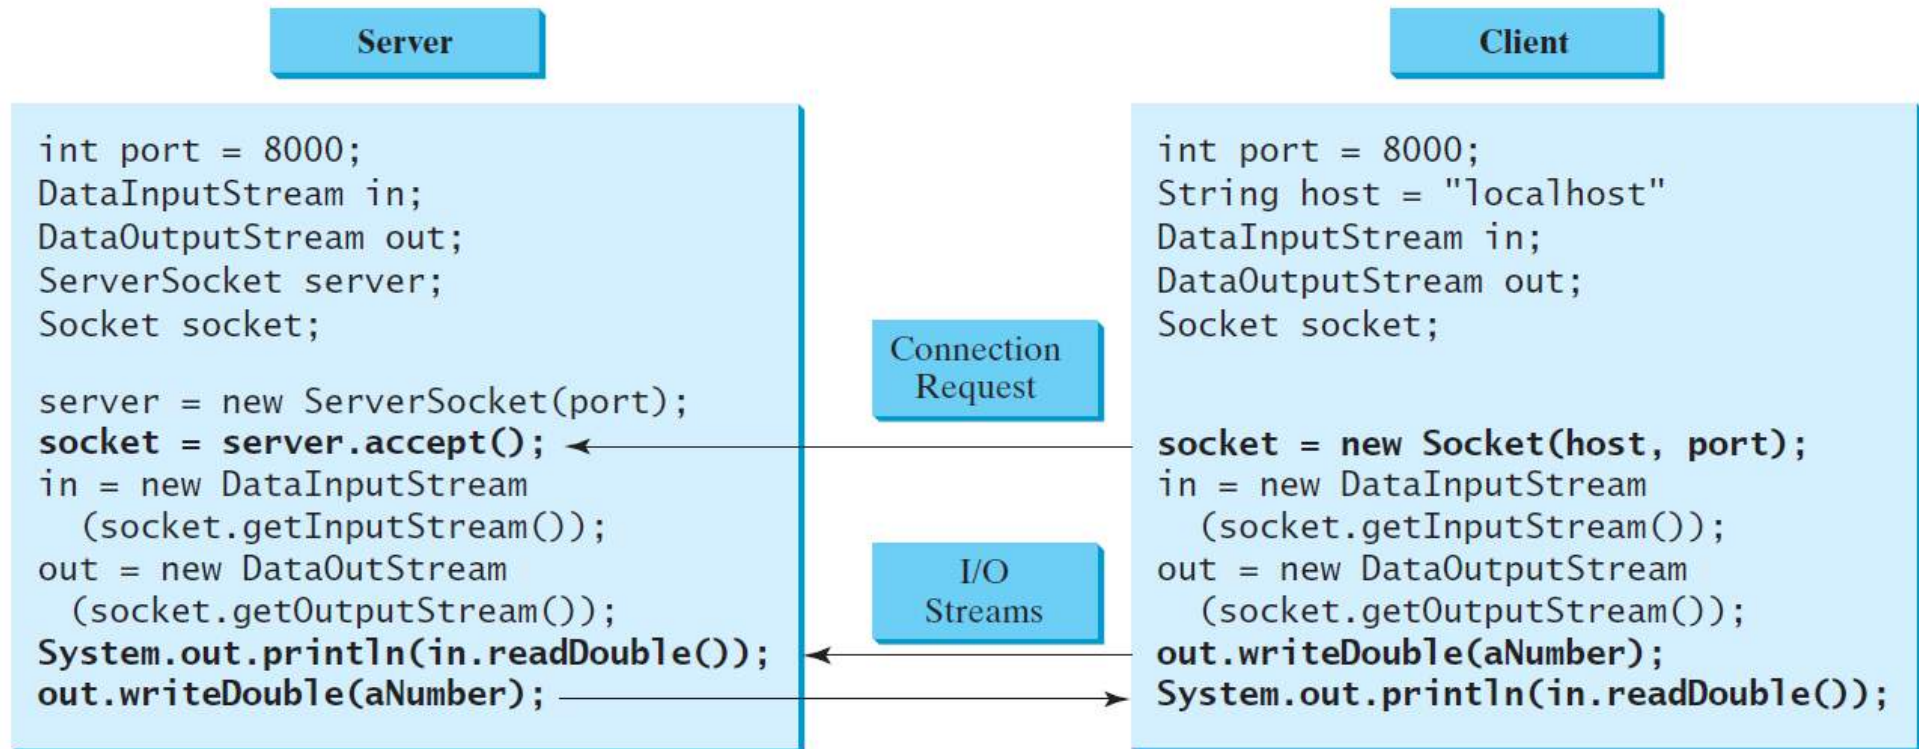 Server
int port = 8000;
DataInputStream in;
DataOutputStream out;
ServerSocket server;
Socket socket;
server = new ServerSocket(port);
socket = server.accept();
in = new DataInputStream
(socket.getInputStream());
out = new DataOutStream
(socket.getOutputStream());
System.out.println(in.readDouble());
out.writeDouble(aNumber);
Connection
Request
I/O
Streams
Client
int port = 8000;
String host = "localhost"
DataInputStream in;
DataOutputStream out;
Socket socket;
socket = new Socket(host, port);
in = new DataInputStream
(socket.getInputStream());
out = new DataOutputStream
(socket.getOutputStream());
out.writeDouble(aNumber);
System.out.println(in.readDouble());